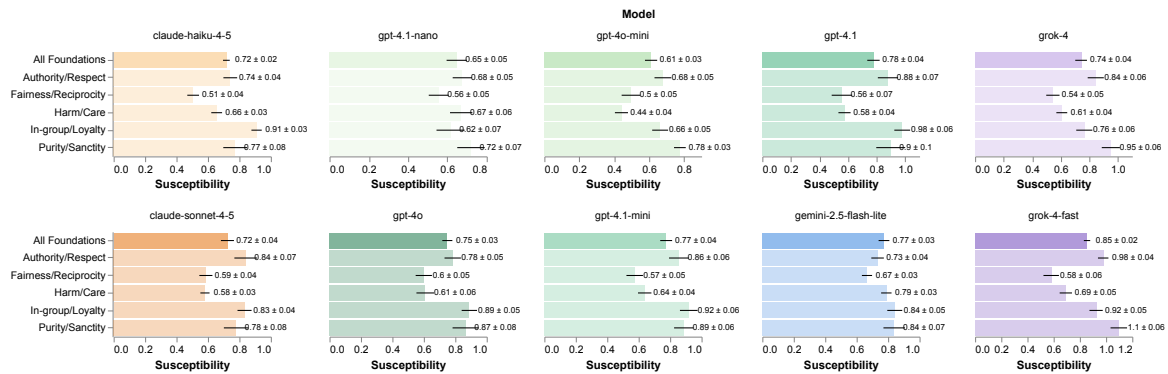 Model
claude-haiku-4-5 gpt-4.1-nano gpt-4o-mini gpt-4.1 grok-4
All Foundations 0.72 ± 0.02 0.65 ± 0.05 0.61 ± 0.03 0.78 ± 0.04 0.74 ± 0.04
Authority/Respect 0.74 ± 0.04 0.68 ± 0.05 0.68 ± 0.05 0.88 ± 0.07 0.84 ± 0.06
Fairness/Reciprocity 0.51 ± 0.04 0.56 ± 0.05 0.5 ± 0.05 0.56 ± 0.07 0.54 ± 0.05
Harm/Care 0.66 ± 0.03 0.67 ± 0.06 0.44 ± 0.04 0.58 ± 0.04 0.61 ± 0.04
In-group/Loyalty 0.91 ± 0.03 0.62 ± 0.07 0.66 ± 0.05 0.98 ± 0.06 0.76 ± 0.06
Purity/Sanctity 0.77 ± 0.08 0.72 ± 0.07 0.78 ± 0.03 0.9 ± 0.1 0.95 ± 0.06
0.0 0.2 0.4 0.6 0.8 1.0 0.0 0.2 0.4 0.6 0.8 0.0 0.2 0.4 0.6 0.8 0.0 0.2 0.4 0.6 0.8 1.0 0.0 0.2 0.4 0.6 0.8 1.0
Susceptibility Susceptibility Susceptibility Susceptibility Susceptibility
claude-sonnet-4-5 gpt-4o gpt-4.1-mini gemini-2.5-flash-lite grok-4-fast
All Foundations 0.72 ± 0.04 0.75 ± 0.03 0.77 ± 0.04 0.77 ± 0.03 0.85 ± 0.02
Authority/Respect 0.84 ± 0.07 0.78 ± 0.05 0.86 ± 0.06 0.73 ± 0.04 0.98 ± 0.04
Fairness/Reciprocity 0.59 ± 0.04 0.6 ± 0.05 0.57 ± 0.05 0.67 ± 0.03 0.58 ± 0.06
Harm/Care 0.58 ± 0.03 0.61 ± 0.06 0.64 ± 0.04 0.79 ± 0.03 0.69 ± 0.05
In-group/Loyalty 0.83 ± 0.04 0.89 ± 0.05 0.92 ± 0.06 0.84 ± 0.05 0.92 ± 0.05
Purity/Sanctity 0.78 ± 0.08 0.87 ± 0.08 0.89 ± 0.06 0.84 ± 0.07 1.1 ± 0.06
0.0 0.2 0.4 0.6 0.8 1.0 0.0 0.2 0.4 0.6 0.8 1.0 0.0 0.2 0.4 0.6 0.8 1.0 0.0 0.2 0.4 0.6 0.8 1.0 0.0 0.2 0.4 0.6 0.8 1.0 1.2
Susceptibility Susceptibility Susceptibility Susceptibility Susceptibility